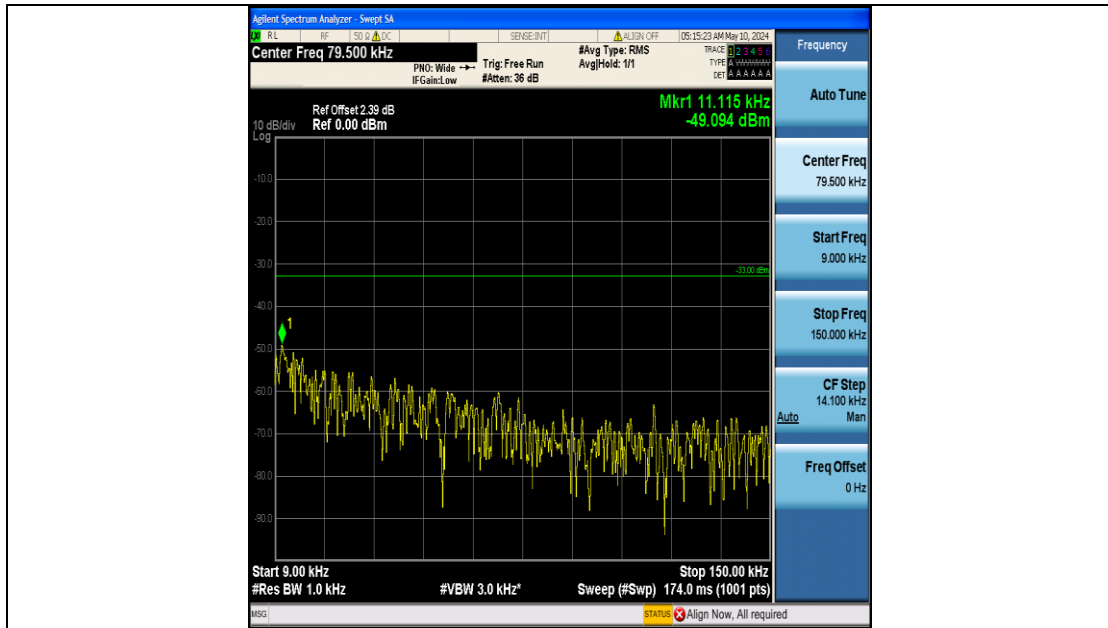 Agilent Spectrum Analyzer - Swept SA
RL RF 50 Ω DC SENSE:INT ALIGN OFF 05:15:23 AM May 10, 2024
Center Freq 79.500 kHz
PNO: Wide
IFGain:Low
Trig: Free Run
#Atten: 36 dB
#Avg Type: RMS
Avg|Hold: 1/1
TRACE 1 2 3 4 5 6
TYPE A WWWWW
DET A A A A A A
Frequency
Auto Tune
Center Freq
79.500 kHz
Start Freq
9.000 kHz
Stop Freq
150.000 kHz
CF Step
14.100 kHz
Auto Man
Freq Offset
0 Hz
Mkr1 11.115 kHz
-49.094 dBm
Ref Offset 2.39 dB
10 dB/div Ref 0.00 dBm
Log
-10.0
-20.0
-30.0
-33.00 dBm
-40.0
1
-50.0
-60.0
-70.0
-80.0
-90.0
Start 9.00 kHz Stop 150.00 kHz
#Res BW 1.0 kHz #VBW 3.0 kHz* Sweep (#Swp) 174.0 ms (1001 pts)
MSG STATUS Align Now, All required